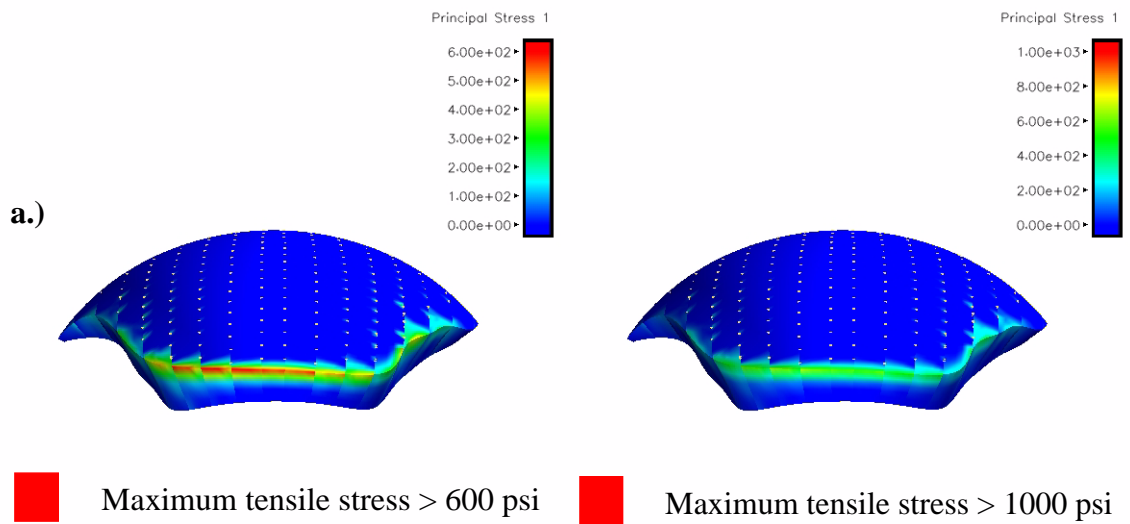 Principal Stress 1
6.00e+02
5.00e+02
4.00e+02
3.00e+02
2.00e+02
1.00e+02
0.00e+00
Principal Stress 1
1.00e+03
8.00e+02
6.00e+02
4.00e+02
2.00e+02
0.00e+00
a.)
Maximum tensile stress > 600 psi
Maximum tensile stress > 1000 psi